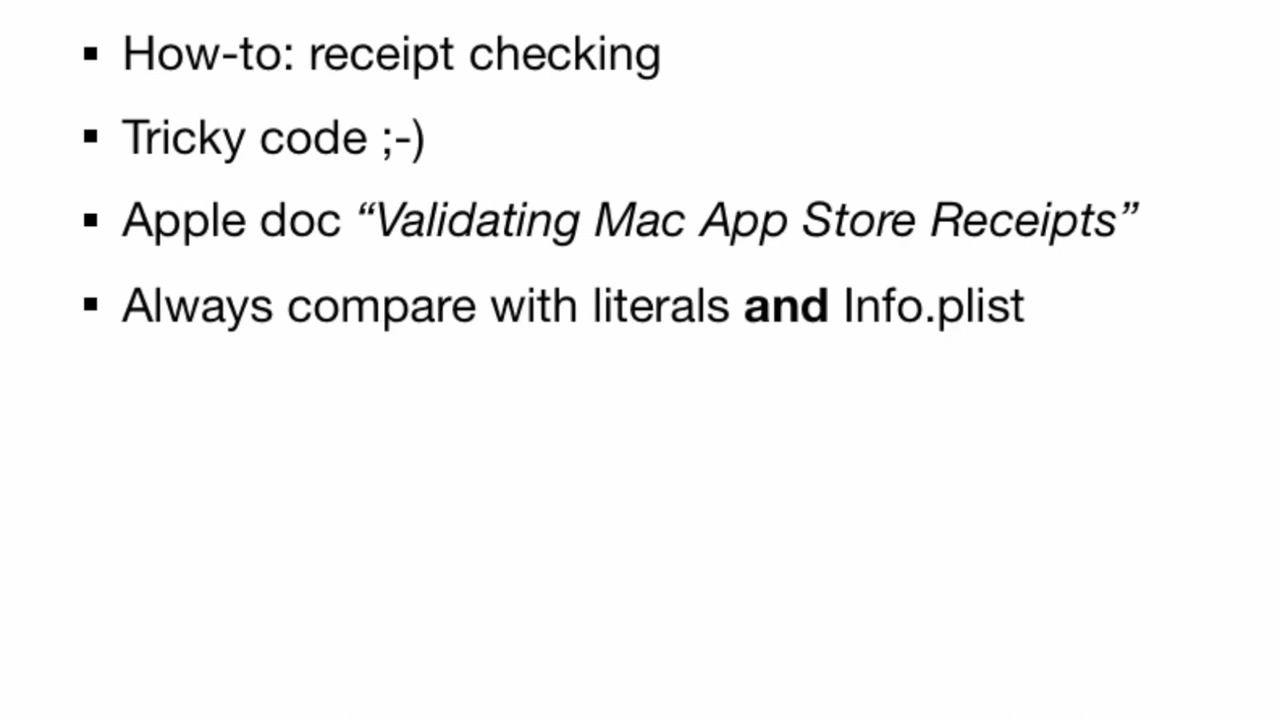 ▪ How-to: receipt checking
▪ Tricky code ;-)
▪ Apple doc “Validating Mac App Store Receipts”
▪ Always compare with literals and Info.plist